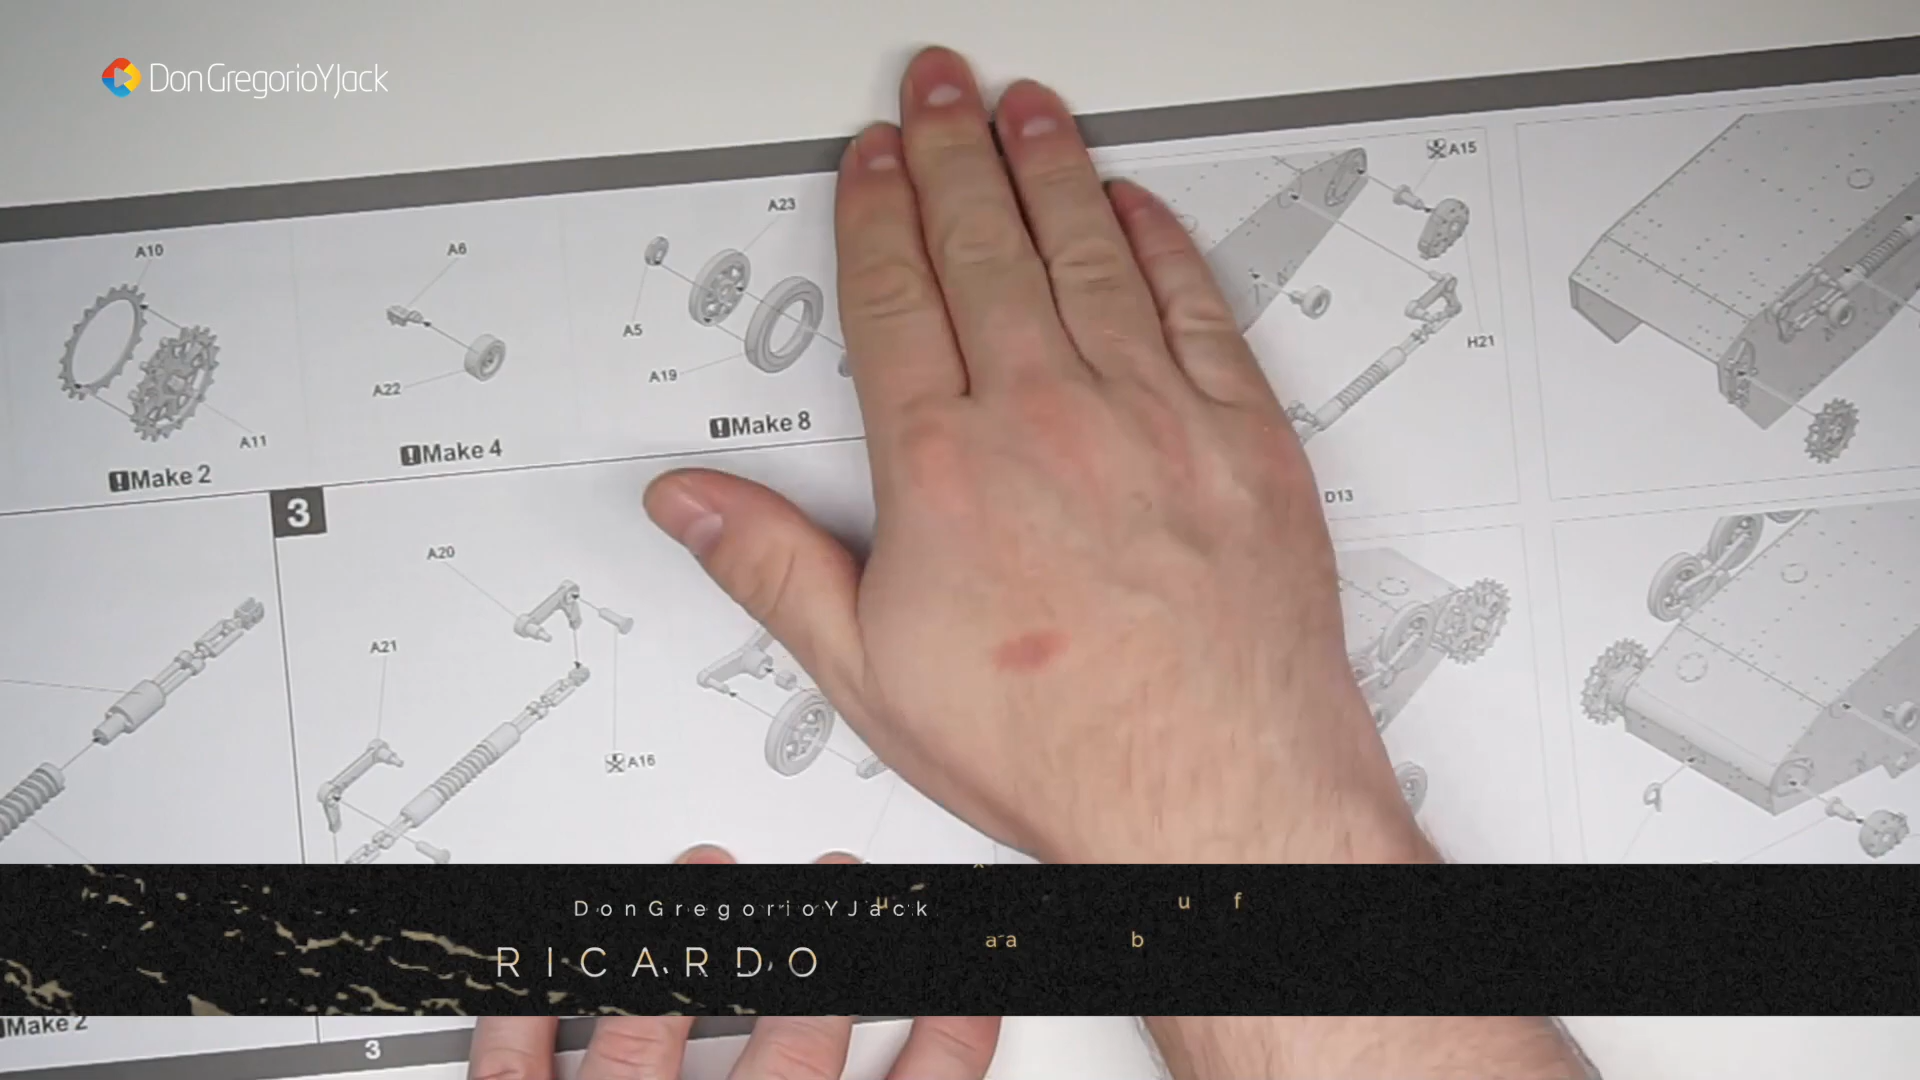 DonGregorioYJack
A15
A23
A10
A6
A5
H21
A19
A22
A11
Make 8
Make 4
Make 2
D13
3
A20
A21
A16
DonGregorioYJack
u
u f
RICARDO
a a b
Make 2
3